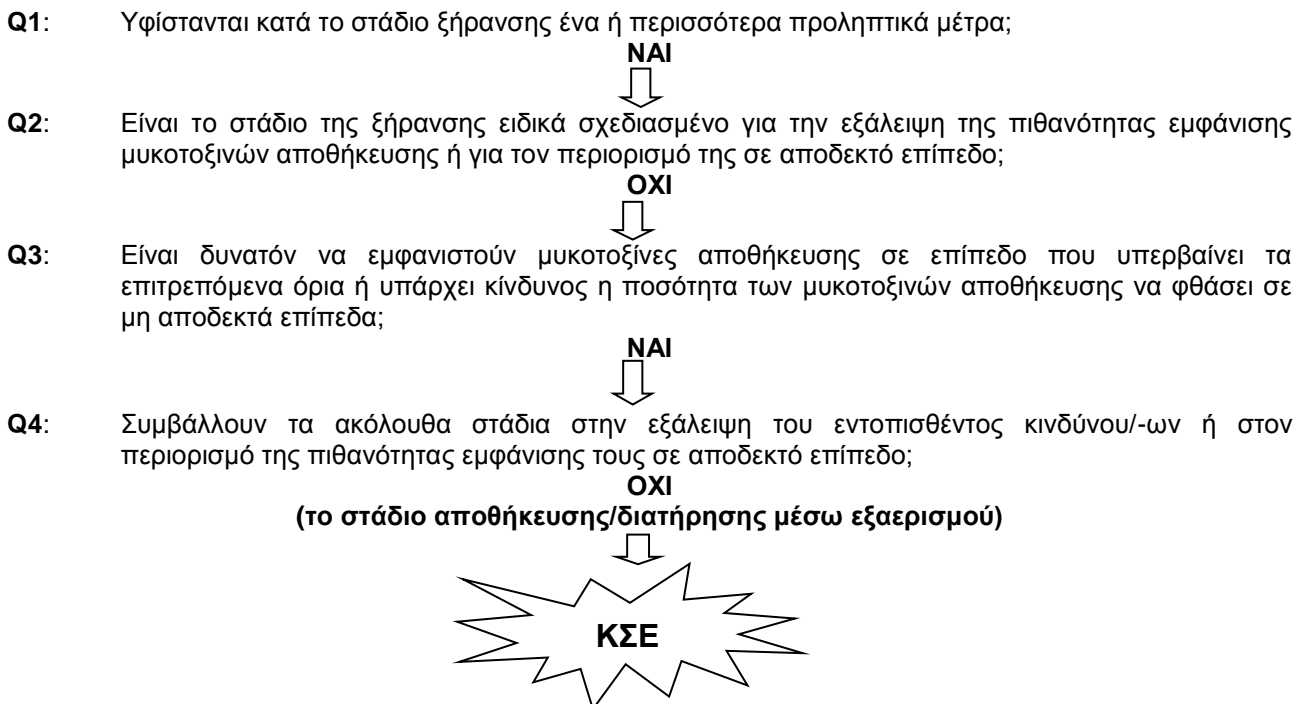 Q1: Υφίστανται κατά το στάδιο ξήρανσης ένα ή περισσότερα προληπτικά μέτρα;
ΝΑΙ
Q2: Είναι το στάδιο της ξήρανσης ειδικά σχεδιασμένο για την εξάλειψη της πιθανότητας εμφάνισης
μυκοτοξινών αποθήκευσης ή για τον περιορισμό της σε αποδεκτό επίπεδο;
ΟΧΙ
Q3: Είναι δυνατόν να εμφανιστούν μυκοτοξίνες αποθήκευσης σε επίπεδο που υπερβαίνει τα
επιτρεπόμενα όρια ή υπάρχει κίνδυνος η ποσότητα των μυκοτοξινών αποθήκευσης να φθάσει σε
μη αποδεκτά επίπεδα;
ΝΑΙ
Q4: Συμβάλλουν τα ακόλουθα στάδια στην εξάλειψη του εντοπισθέντος κινδύνου/-ων ή στον
περιορισμό της πιθανότητας εμφάνισης τους σε αποδεκτό επίπεδο;
ΟΧΙ
(το στάδιο αποθήκευσης/διατήρησης μέσω εξαερισμού)
ΚΣΕ